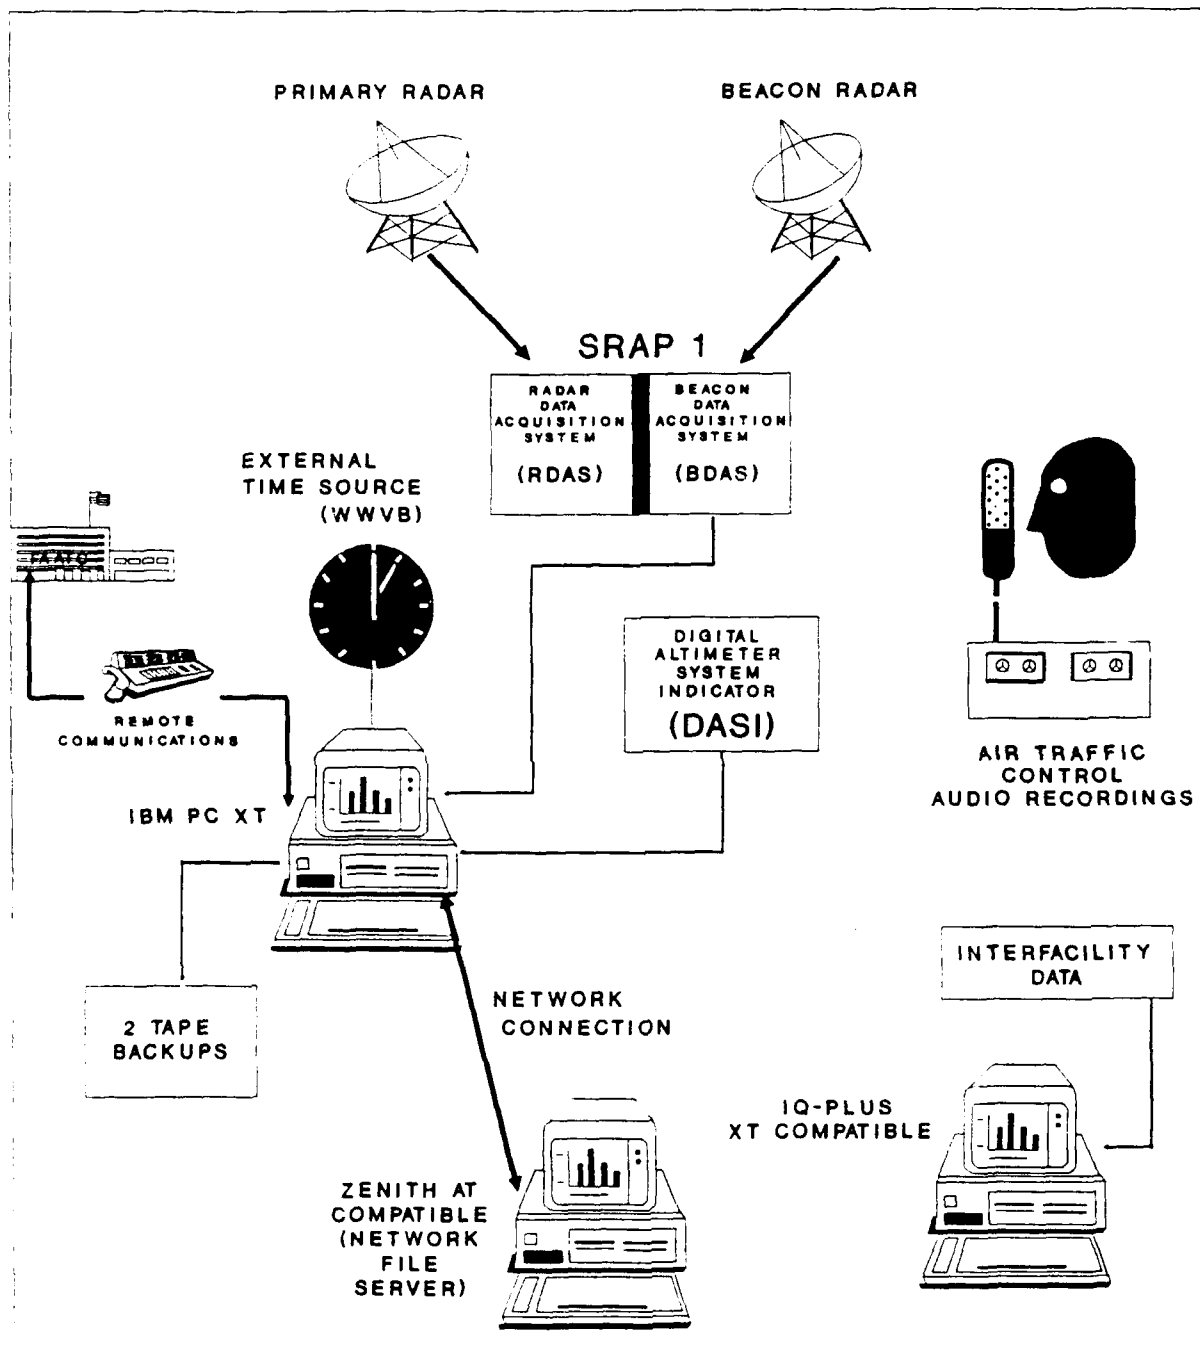 PRIMARY RADAR
BEACON RADAR
SRAP 1
RADAR
DATA
ACQUISITION
SYSTEM
(RDAS)
BEACON
DATA
ACQUISITION
SYSTEM
(BDAS)
EXTERNAL
TIME SOURCE
(WWVB)
DIGITAL
ALTIMETER
SYSTEM
INDICATOR
(DASI)
REMOTE
COMMUNICATIONS
AIR TRAFFIC
CONTROL
AUDIO RECORDINGS
IBM PC XT
INTERFACILITY
DATA
2 TAPE
BACKUPS
NETWORK
CONNECTION
IQ-PLUS
XT COMPATIBLE
ZENITH AT
COMPATIBLE
(NETWORK
FILE
SERVER)